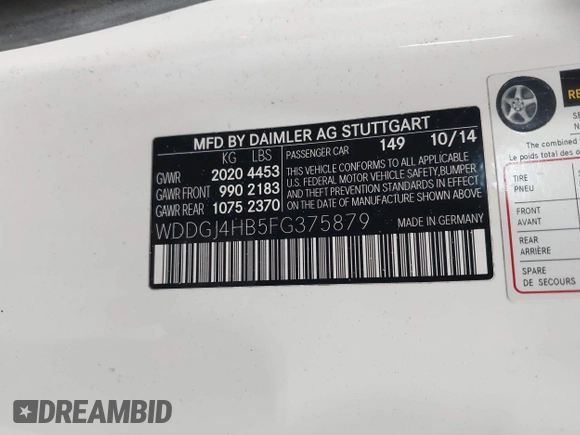 MFD BY DAIMLER AG STUTTGART
KG LBS
GVWR 2020 4453
GAWR FRONT 990 2183
GAWR REAR 1075 2370
PASSENGER CAR 149 10/14
THIS VEHICLE CONFORMS TO ALL APPLICABLE
U.S. FEDERAL MOTOR VEHICLE SAFETY,BUMPER
AND THEFT PREVENTION STANDARDS IN EFFECT
ON THE DATE OF MANUFACTURE SHOWN ABOVE.
WDDGJ4HB5FG375879
MADE IN GERMANY
The combined
Le poids total des
TIRE
PNEU
FRONT
AVANT
REAR
ARRIÈRE
SPARE
DE SECOURS
DREAMBID